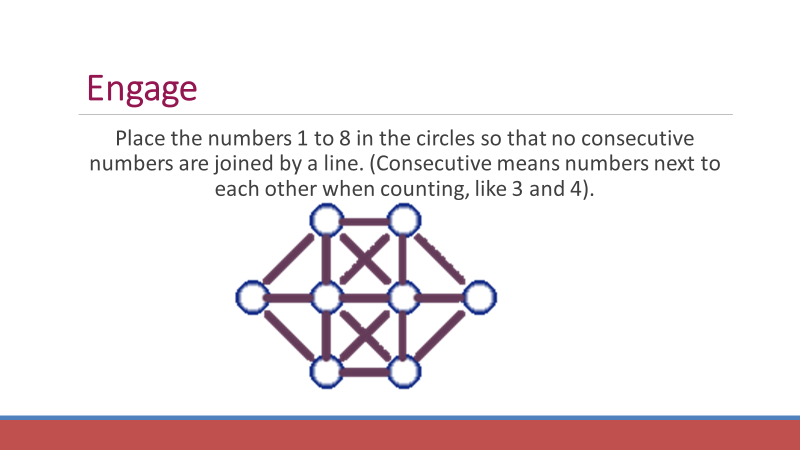 Engage
Place the numbers 1 to 8 in the circles so that no consecutive
numbers are joined by a line. (Consecutive means numbers next to
each other when counting, like 3 and 4).